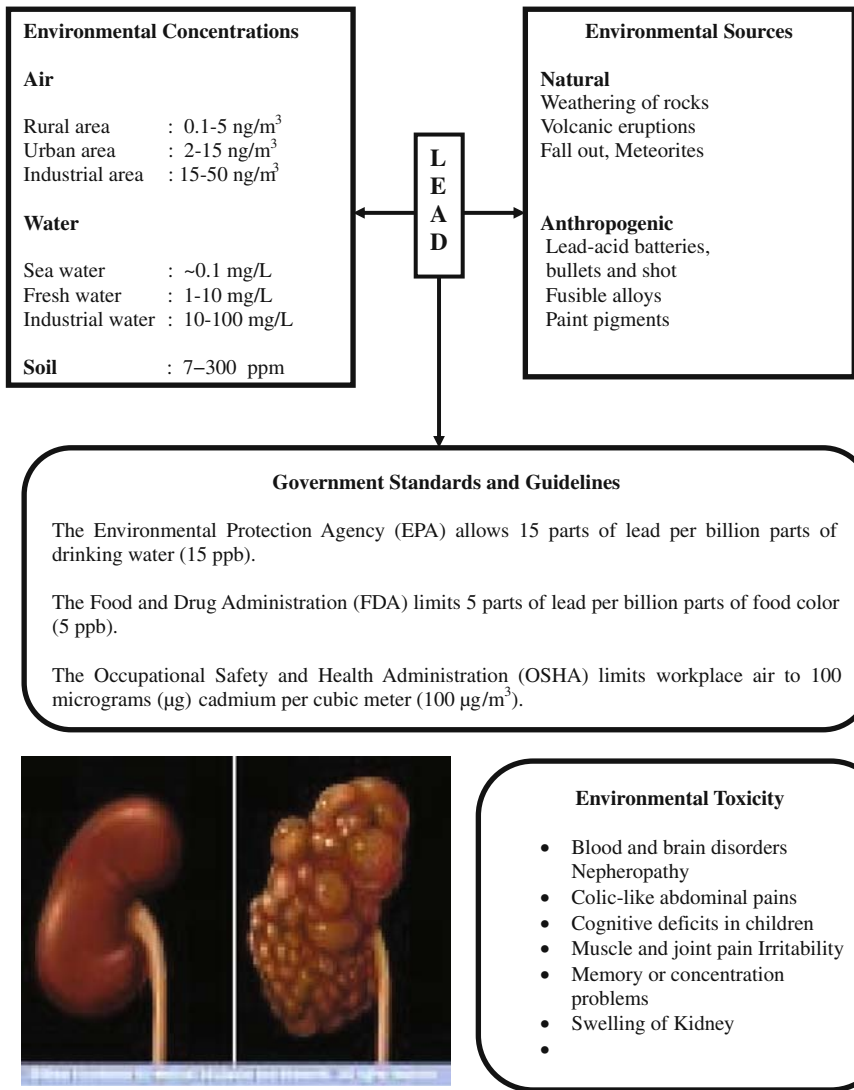 Environmental Concentrations
Air
Rural area : 0.1-5 ng/m³
Urban area : 2-15 ng/m³
Industrial area : 15-50 ng/m³
Water
Sea water : ~0.1 mg/L
Fresh water : 1-10 mg/L
Industrial water : 10-100 mg/L
Soil : 7–300 ppm
L
E
A
D
Environmental Sources
Natural
Weathering of rocks
Volcanic eruptions
Fall out, Meteorites
Anthropogenic
Lead-acid batteries,
bullets and shot
Fusible alloys
Paint pigments
Government Standards and Guidelines
The Environmental Protection Agency (EPA) allows 15 parts of lead per billion parts of
drinking water (15 ppb).
The Food and Drug Administration (FDA) limits 5 parts of lead per billion parts of food color
(5 ppb).
The Occupational Safety and Health Administration (OSHA) limits workplace air to 100
micrograms (µg) cadmium per cubic meter (100 µg/m³).
Environmental Toxicity
• Blood and brain disorders
Nepheropathy
• Colic-like abdominal pains
• Cognitive deficits in children
• Muscle and joint pain Irritability
• Memory or concentration
problems
• Swelling of Kidney
•